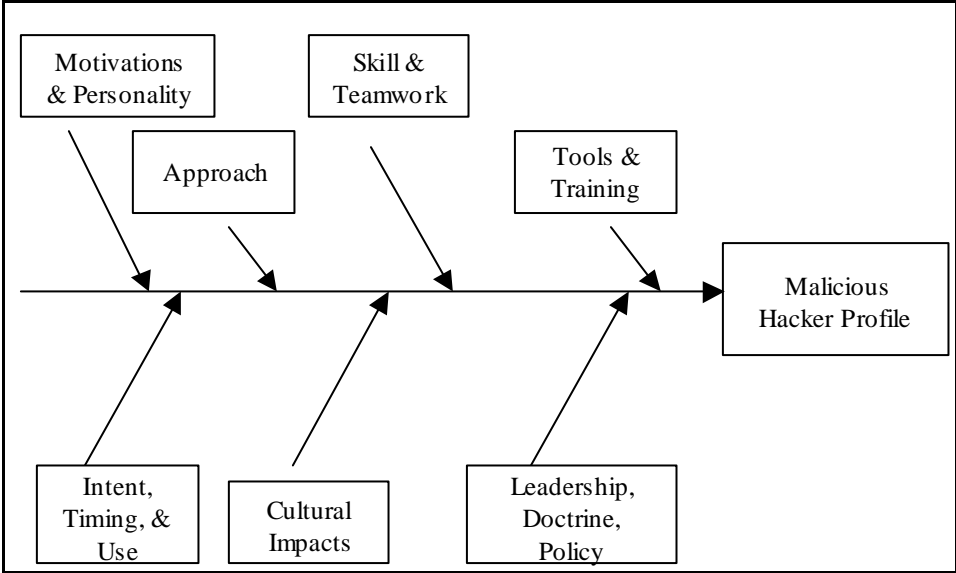 Motivations
& Personality
Skill &
Teamwork
Approach
Tools &
Training
Malicious
Hacker Profile
Intent,
Timing, &
Use
Cultural
Impacts
Leadership,
Doctrine,
Policy